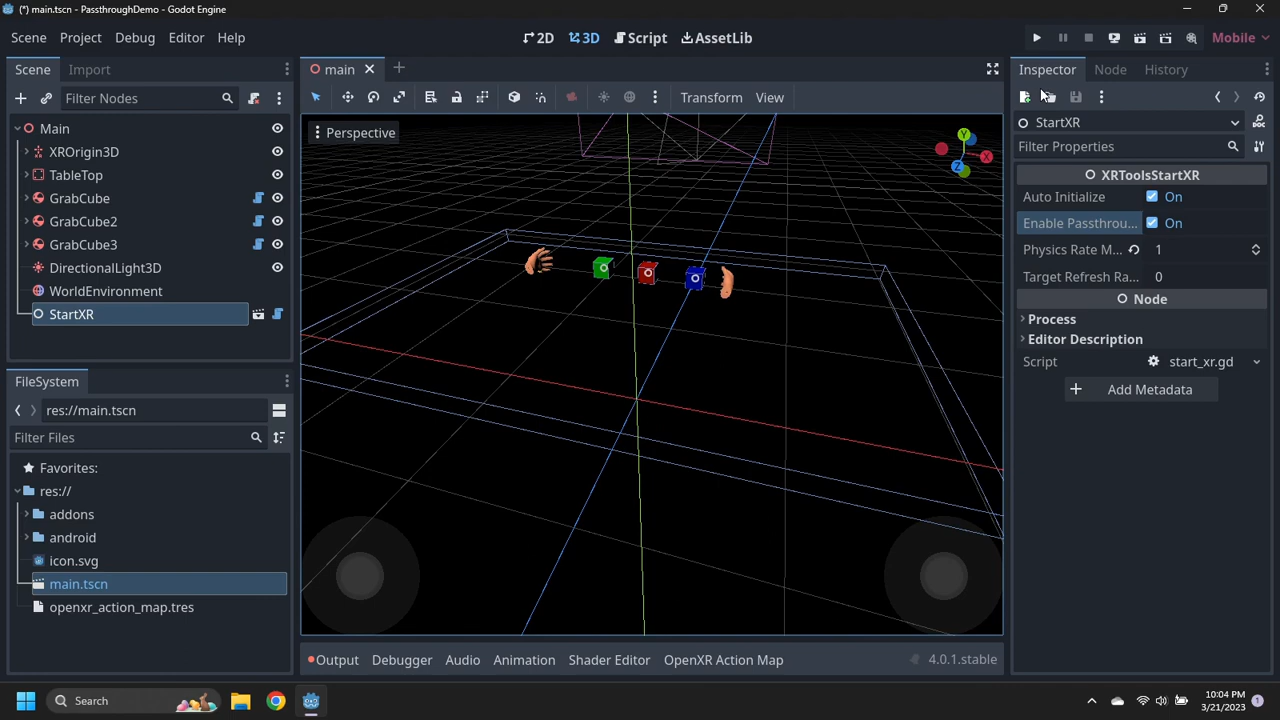 (*) main.tscn - PassthroughDemo - Godot Engine
Scene Project Debug Editor Help
2D 3D Script AssetLib
Mobile
Scene Import
Filter Nodes
Main
XROrigin3D
TableTop
GrabCube
GrabCube2
GrabCube3
DirectionalLight3D
WorldEnvironment
StartXR
FileSystem
res://main.tscn
Filter Files
Favorites:
res://
addons
android
icon.svg
main.tscn
openxr_action_map.tres
main
Transform View
Perspective
Y
X
Z
Output Debugger Audio Animation Shader Editor OpenXR Action Map 4.0.1.stable
Inspector Node History
StartXR
Filter Properties
XRToolsStartXR
Auto Initialize On
Enable Passthrou... On
Physics Rate M... 1
Target Refresh Ra... 0
Node
Process
Editor Description
Script start_xr.gd
Add Metadata
Search
10:04 PM
3/21/2023
1